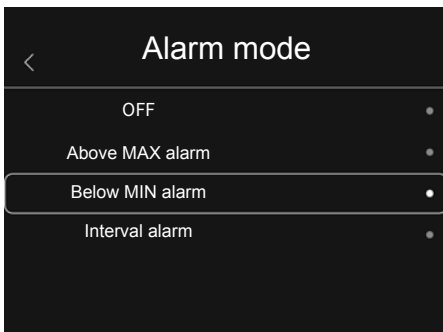 Alarm mode
OFF
Above MAX alarm
Below MIN alarm
Interval alarm